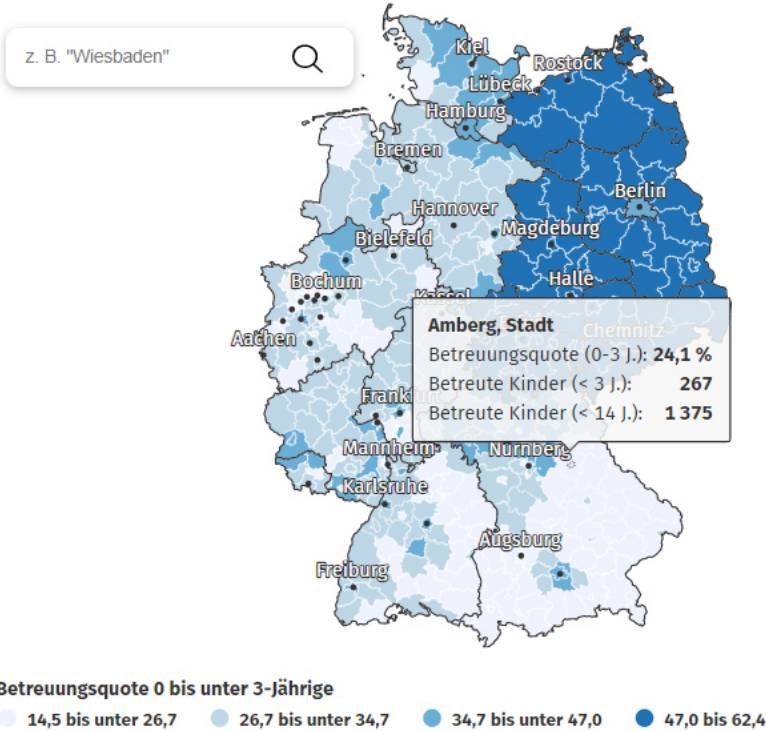 z. B. "Wiesbaden"
Kiel
Rostock
Lübeck
Hamburg
Bremen
Berlin
Hannover
Magdeburg
Bielefeld
Halle
Bochum
Kassel
Amberg, Stadt
Chemnitz
Betreuungsquote (0-3 J.): 24,1 %
Aachen
Betreute Kinder (< 3 J.): 267
Frankfurt
Betreute Kinder (< 14 J.): 1 375
Mannheim
Nürnberg
Karlsruhe
Augsburg
Freiburg
Betreuungsquote 0 bis unter 3-Jährige
14,5 bis unter 26,7 26,7 bis unter 34,7 34,7 bis unter 47,0 47,0 bis 62,4